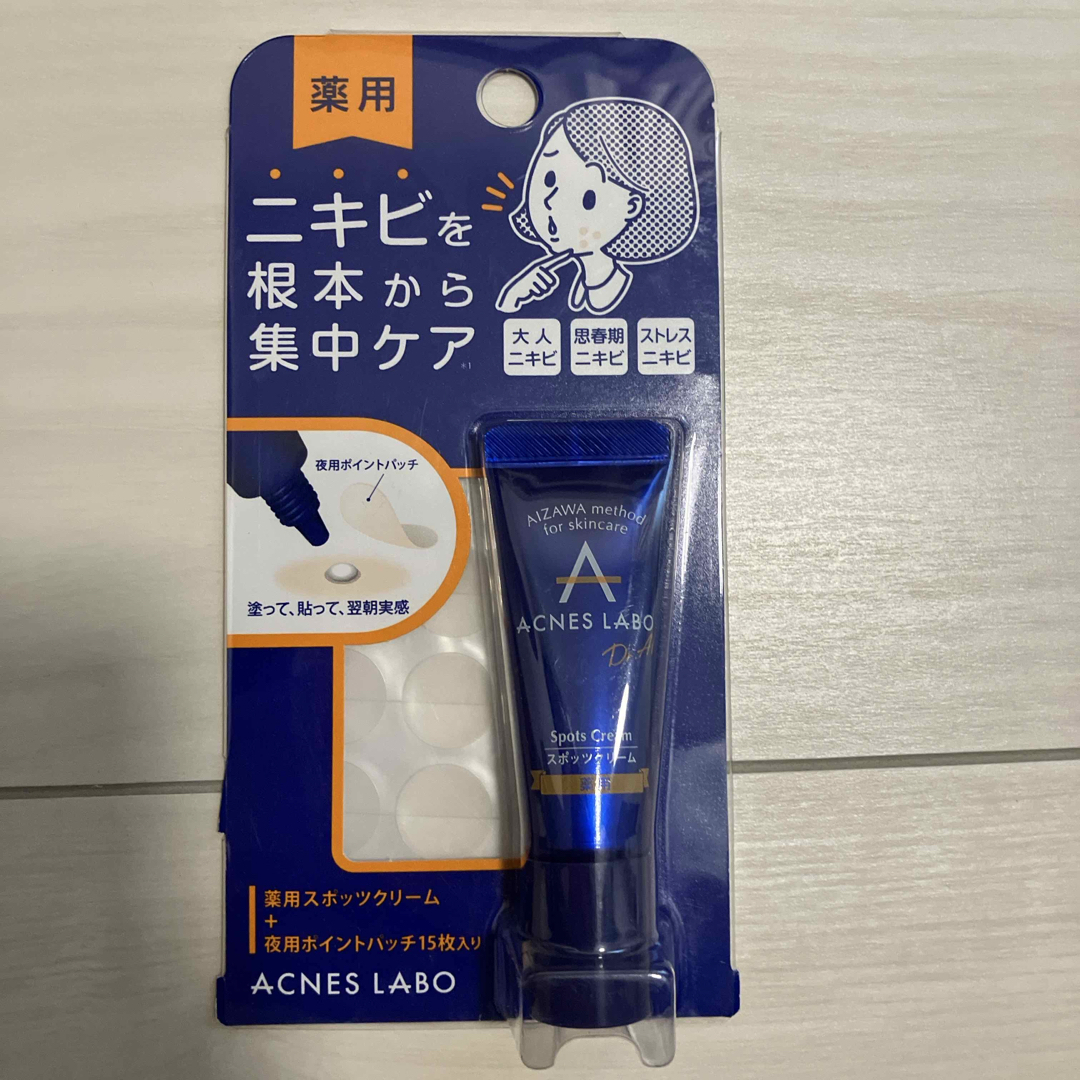 薬用
ニキビを
根本から
集中ケア
※1
大人
ニキビ
思春期
ニキビ
ストレス
ニキビ
夜用ポイントパッチ
塗って、貼って、翌朝実感
AIZAWA method
for skincare
A
ACNES LABO
Dr.A
Spots Cream
スポッツクリーム
薬用
薬用スポッツクリーム
+
夜用ポイントパッチ15枚入り
ACNES LABO